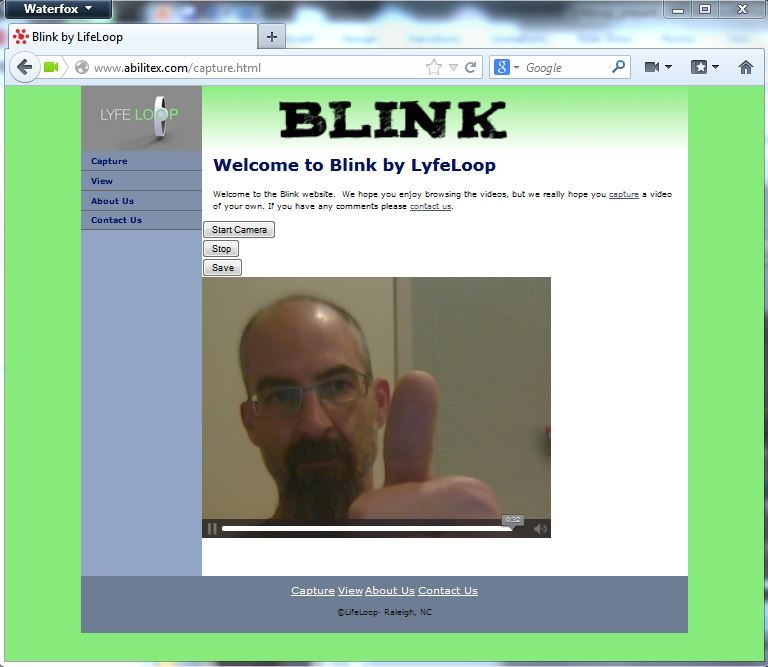 Waterfox
Blink by LifeLoop
www.abilitex.com/capture.html
8 Google
LYFE LOOP
BLINK
Capture
View
About Us
Contact Us
Welcome to Blink by LyfeLoop
Welcome to the Blink website. We hope you enjoy browsing the videos, but we really hope you capture a video
of your own. If you have any comments please contact us.
Start Camera
Stop
Save
0:32
Capture View About Us Contact Us
©LifeLoop- Raleigh, NC